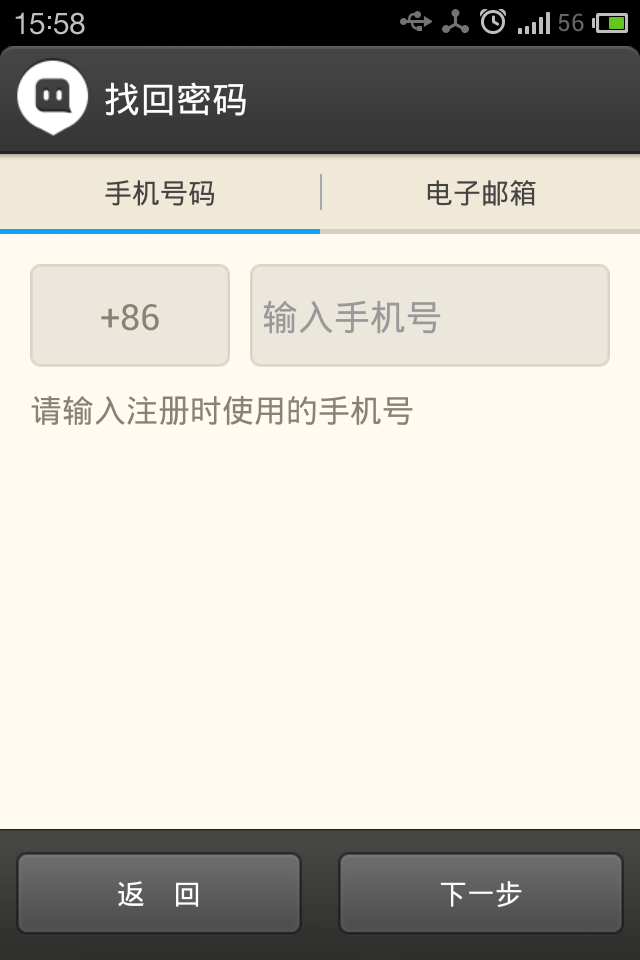 15:58
56
找回密码
手机号码
电子邮箱
+86
输入手机号
请输入注册时使用的手机号
返 回
下一步